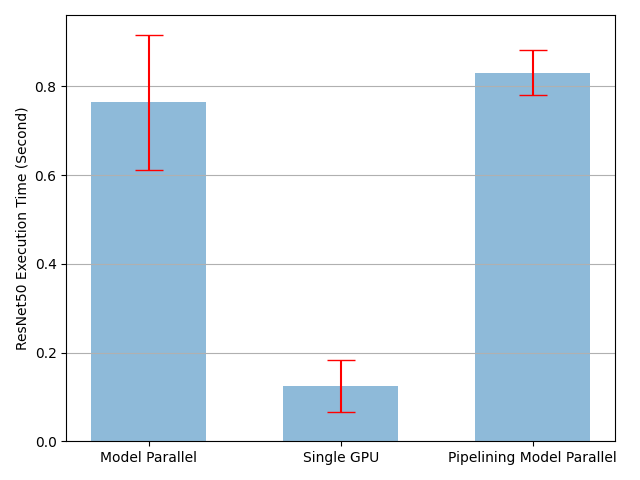 ResNet50 Execution Time (Second)
0.8
0.6
0.4
0.2
0.0
Model Parallel
Single GPU
Pipelining Model Parallel